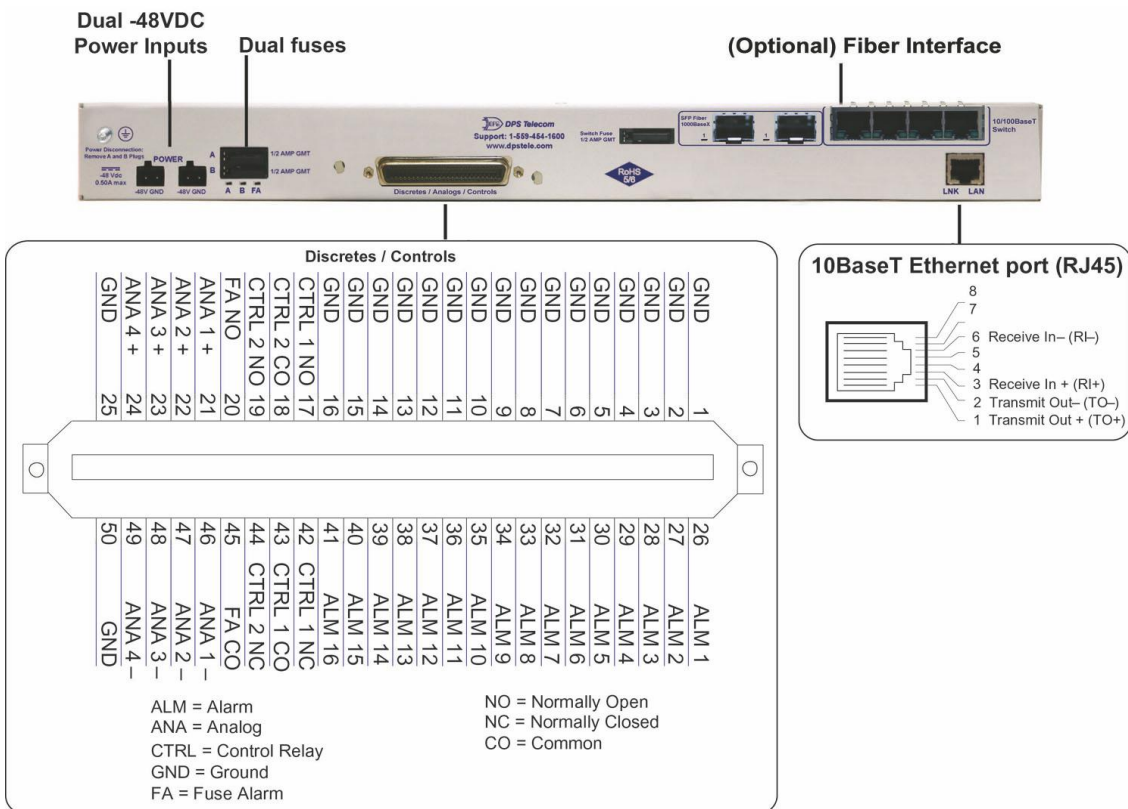 Dual -48VDC
Power Inputs
Dual fuses
(Optional) Fiber Interface
Power Disconnection:
Remove A and B Plugs
-48 Vdc
0.50A max
POWER
-48V GND
-48V GND
A
B
1/2 AMP GMT
1/2 AMP GMT
A B FA
DPS Telecom
Support: 1-559-454-1600
www.dpstele.com
Discretes / Analogs / Controls
Switch Fuse
1/2 AMP GMT
RoHS
5/6
SFP Fiber
1000BaseX
1
1
10/100BaseT
Switch
LNK LAN
Discretes / Controls
GND 25
ANA 4 + 24
ANA 3 + 23
ANA 2 + 22
ANA 1 + 21
FA NO 20
CTRL 2 NO 19
CTRL 2 CO 18
CTRL 1 NO 17
GND 16
GND 15
GND 14
GND 13
GND 12
GND 11
GND 10
GND 9
GND 8
GND 7
GND 6
GND 5
GND 4
GND 3
GND 2
GND 1
50 GND
49 ANA 4 –
48 ANA 3 –
47 ANA 2 –
46 ANA 1 –
45 FA CO
44 CTRL 2 NC
43 CTRL 1 CO
42 CTRL 1 NC
41 ALM 16
40 ALM 15
39 ALM 14
38 ALM 13
37 ALM 12
36 ALM 11
35 ALM 10
34 ALM 9
33 ALM 8
32 ALM 7
31 ALM 6
30 ALM 5
29 ALM 4
28 ALM 3
27 ALM 2
26 ALM 1
ALM = Alarm
ANA = Analog
CTRL = Control Relay
GND = Ground
FA = Fuse Alarm
NO = Normally Open
NC = Normally Closed
CO = Common
10BaseT Ethernet port (RJ45)
8
7
6 Receive In– (RI–)
5
4
3 Receive In + (RI+)
2 Transmit Out– (TO–)
1 Transmit Out + (TO+)